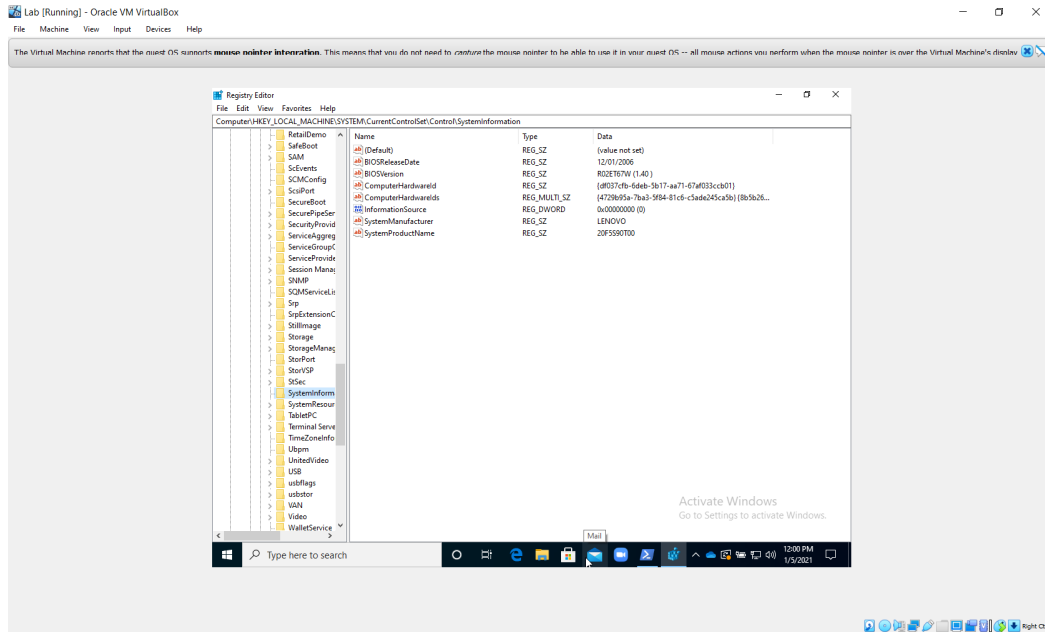 Lab [Running] - Oracle VM VirtualBox
File Machine View Input Devices Help
The Virtual Machine reports that the guest OS supports mouse pointer integration. This means that you do not need to capture the mouse pointer to be able to use it in your guest OS -- all mouse actions you perform when the mouse pointer is over the Virtual Machine's display
Registry Editor
File Edit View Favorites Help
Computer\HKEY_LOCAL_MACHINE\SYSTEM\CurrentControlSet\Control\SystemInformation
RetailDemo
SafeBoot
SAM
ScEvents
SCMConfig
ScsiPort
SecureBoot
SecurePipeSer
SecurityProvid
ServiceAggreg
ServiceGroupO
ServiceProvide
Session Manag
SNMP
SQMServiceLis
Srp
SrpExtensionC
StillImage
Storage
StorageManag
StorPort
StorVSP
StSec
SystemInform
SystemResour
TabletPC
Terminal Serve
TimeZoneInfo
Ubpm
UnitedVideo
USB
usbflags
usbstor
VAN
Video
WalletService
Name Type Data
(Default) REG_SZ (value not set)
BIOSReleaseDate REG_SZ 12/01/2006
BIOSVersion REG_SZ R02ET67W (1.40 )
ComputerHardwareId REG_SZ {df037cfb-6deb-5b17-aa71-67af033ccb01}
ComputerHardwareIds REG_MULTI_SZ {4729b95a-7ba3-5f84-81c6-c5ade245ca5b} {8b5b26...
InformationSource REG_DWORD 0x00000000 (0)
SystemManufacturer REG_SZ LENOVO
SystemProductName REG_SZ 20F5S90T00
Activate Windows
Go to Settings to activate Windows.
Mail
Type here to search
12:00 PM
1/5/2021
Right Ct